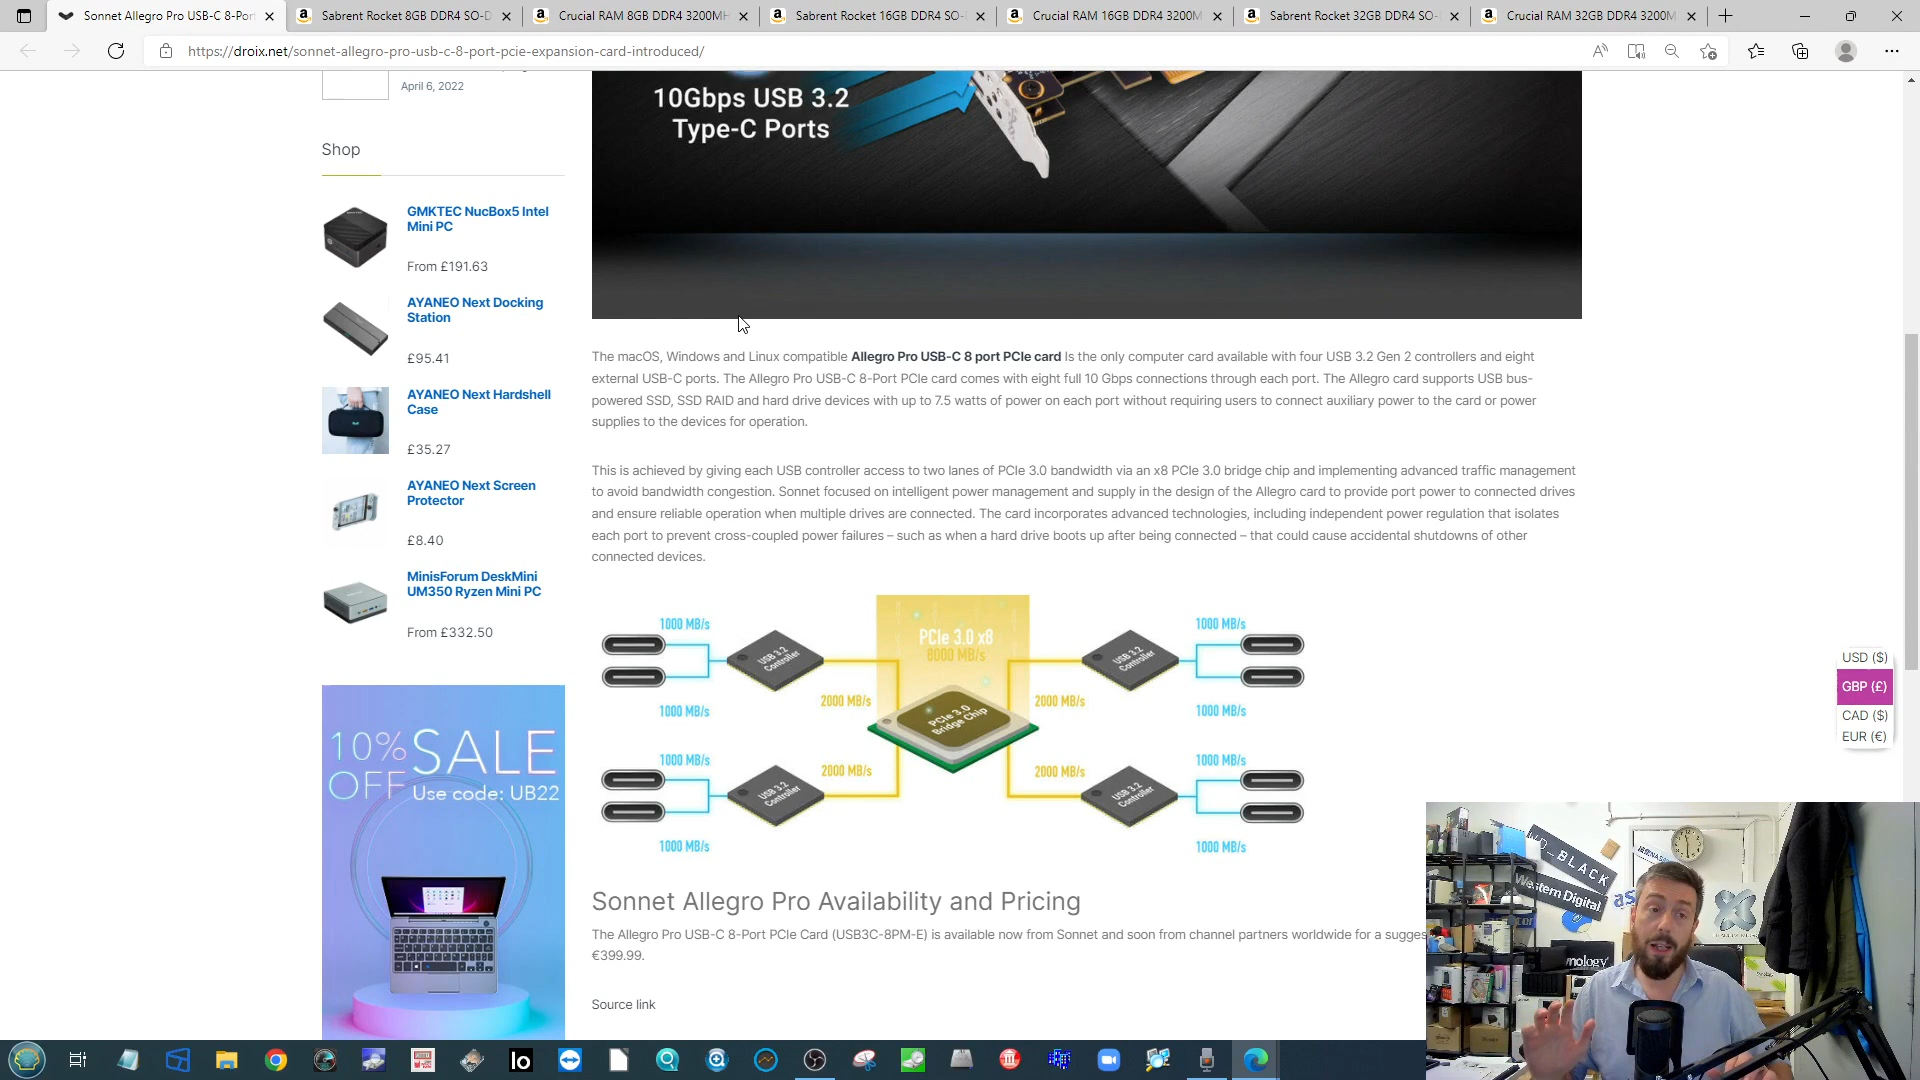 Sonnet Allegro Pro USB-C 8-Port
Sabrent Rocket 8GB DDR4 SO-D
Crucial RAM 8GB DDR4 3200MH
Sabrent Rocket 16GB DDR4 SO-
Crucial RAM 16GB DDR4 3200M
Sabrent Rocket 32GB DDR4 SO-
Crucial RAM 32GB DDR4 3200M
https://droix.net/sonnet-allegro-pro-usb-c-8-port-pcie-expansion-card-introduced/
April 6, 2022
10Gbps USB 3.2
Type-C Ports
Shop
GMKTEC NucBox5 Intel
Mini PC
From £191.63
AYANEO Next Docking
Station
£95.41
AYANEO Next Hardshell
Case
£35.27
AYANEO Next Screen
Protector
£8.40
MinisForum DeskMini
UM350 Ryzen Mini PC
From £332.50
10% OFF SALE
Use code: UB22
The macOS, Windows and Linux compatible Allegro Pro USB-C 8 port PCIe card Is the only computer card available with four USB 3.2 Gen 2 controllers and eight
external USB-C ports. The Allegro Pro USB-C 8-Port PCIe card comes with eight full 10 Gbps connections through each port. The Allegro card supports USB bus-
powered SSD, SSD RAID and hard drive devices with up to 7.5 watts of power on each port without requiring users to connect auxiliary power to the card or power
supplies to the devices for operation.
This is achieved by giving each USB controller access to two lanes of PCIe 3.0 bandwidth via an x8 PCIe 3.0 bridge chip and implementing advanced traffic management
to avoid bandwidth congestion. Sonnet focused on intelligent power management and supply in the design of the Allegro card to provide port power to connected drives
and ensure reliable operation when multiple drives are connected. The card incorporates advanced technologies, including independent power regulation that isolates
each port to prevent cross-coupled power failures – such as when a hard drive boots up after being connected – that could cause accidental shutdowns of other
connected devices.
1000 MB/s
PCIe 3.0 x8
8000 MB/s
1000 MB/s
USB 3.2
Controller
USB 3.2
Controller
2000 MB/s
2000 MB/s
1000 MB/s
1000 MB/s
PCIe 3.0
Bridge Chip
1000 MB/s
2000 MB/s
2000 MB/s
1000 MB/s
USB 3.2
Controller
USB 3.2
Controller
1000 MB/s
1000 MB/s
Sonnet Allegro Pro Availability and Pricing
The Allegro Pro USB-C 8-Port PCIe Card (USB3C-8PM-E) is available now from Sonnet and soon from channel partners worldwide for a sugges
€399.99.
Source link
USD ($)
GBP (£)
CAD ($)
EUR (€)
WD_BLACK
Western Digital
as
nology
Io